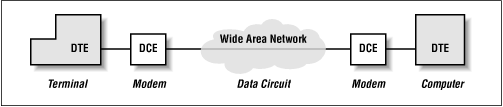 Wide Area Network
DTE DCE DCE DTE
Terminal Modem Data Circuit Modem Computer